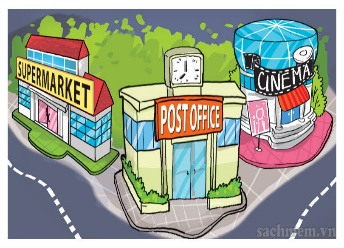 SUPERMARKET
POST OFFICE
CINEMA
sachmem.vn